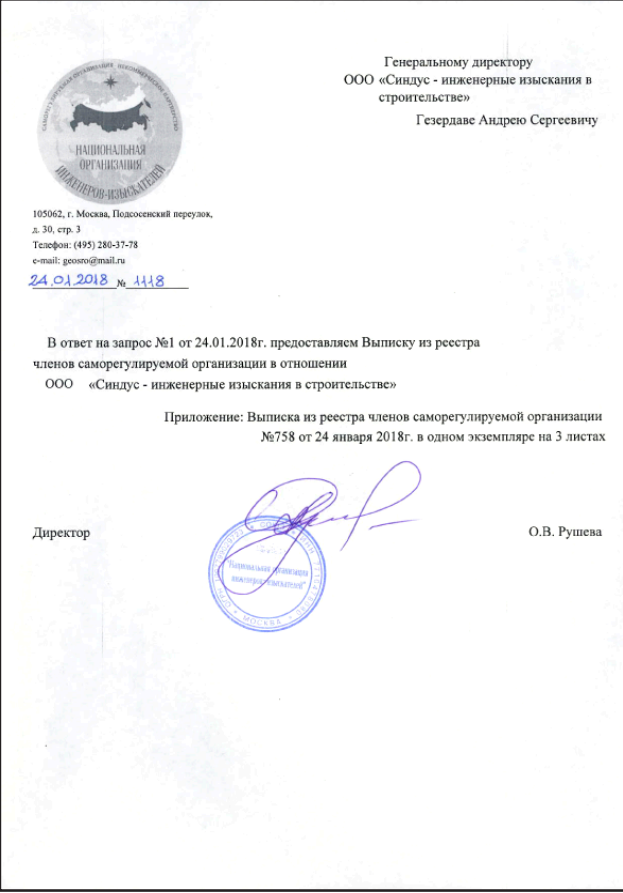 САМОРЕГУЛИРУЕМАЯ ОРГАНИЗАЦИЯ НЕКОММЕРЧЕСКОЕ ПАРТНЕРСТВО
НАЦИОНАЛЬНАЯ
ОРГАНИЗАЦИЯ
ИНЖЕНЕРОВ-ИЗЫСКАТЕЛЕЙ
Генеральному директору
ООО «Синдус - инженерные изыскания в
строительстве»
Гезердаве Андрею Сергеевичу
105062, г. Москва, Подсосенский переулок,
д. 30, стр. 3
Телефон: (495) 280-37-78
e-mail: geosro@mail.ru
24.01.2018 № 1118
В ответ на запрос №1 от 24.01.2018г. предоставляем Выписку из реестра
членов саморегулируемой организации в отношении
ООО «Синдус - инженерные изыскания в строительстве»
Приложение: Выписка из реестра членов саморегулируемой организации
№758 от 24 января 2018г. в одном экземпляре на 3 листах
Директор
О.В. Рушева
"Национальная организация
инженеров-изыскателей"
МОСКВА